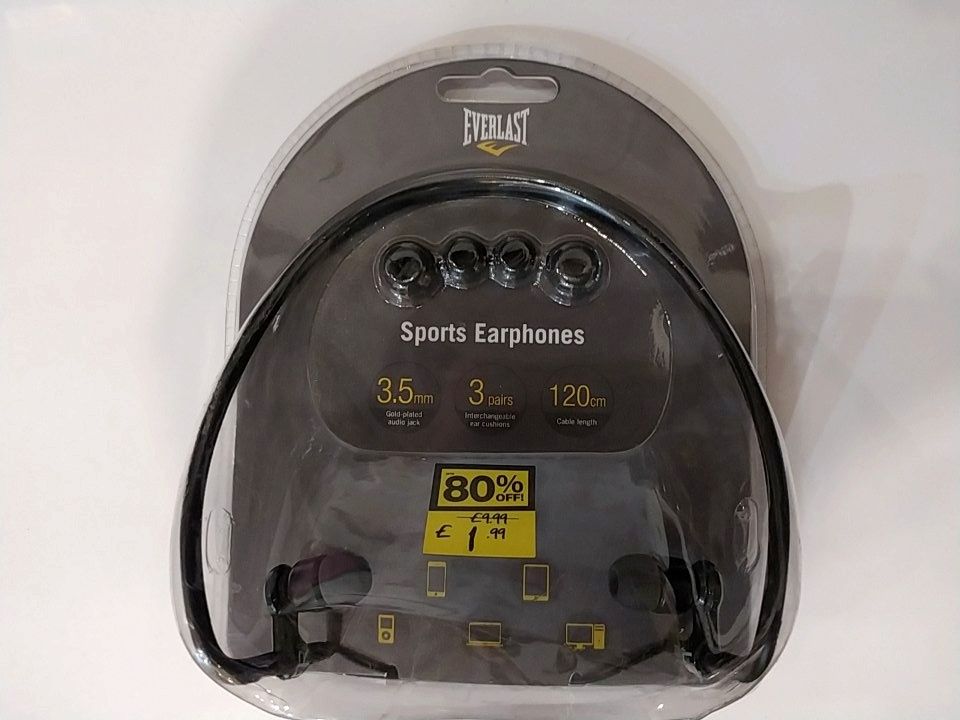 EVERLAST
Sports Earphones
3.5mm
Gold-plated
audio jack
3 pairs
Interchangeable
ear cushions
120cm
Cable length
80%
OFF!
£9.99
£ 1.99